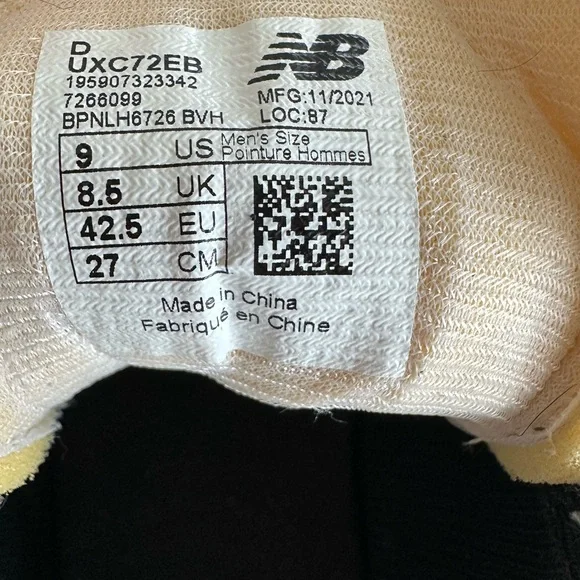 D
UXC72EB
195907323342
7266099
BPNLH6726 BVH
NB
MFG:11/2021
LOC:87
9 US Men's Size
Pointure Hommes
8.5 UK
42.5 EU
27 CM
Made in China
Fabriqué en Chine